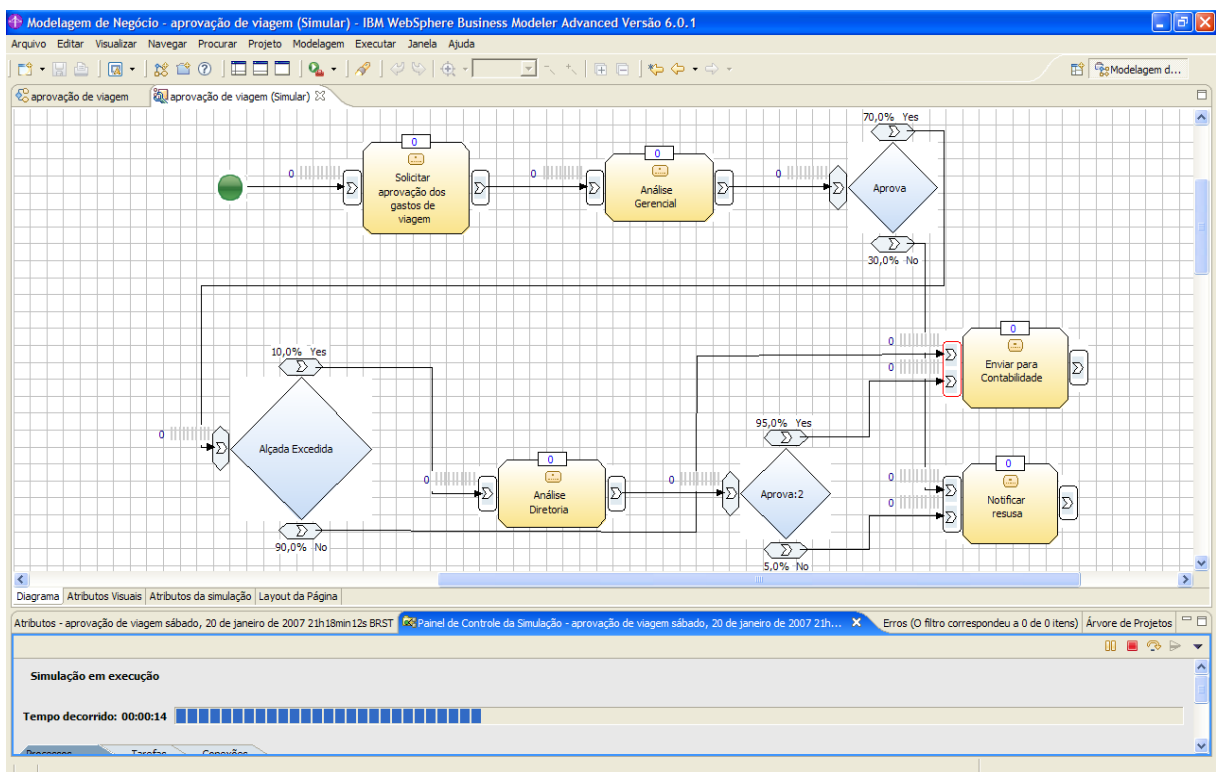 Modelagem de Negócio - aprovação de viagem (Simular) - IBM WebSphere Business Modeler Advanced Versão 6.0.1
Arquivo Editar Visualizar Navegar Procurar Projeto Modelagem Executar Janela Ajuda
Modelagem d...
aprovação de viagem
aprovação de viagem (Simular)
70,0% Yes
0
Solicitar
aprovação dos
gastos de
viagem
0
0
0
Análise
Gerencial
0
Aprova
30,0% No
10,0% Yes
0
Alçada Excedida
90,0% No
0
0
Análise
Diretoria
0
95,0% Yes
Aprova:2
5,0% No
0
0
0
Enviar para
Contabilidade
0
0
0
Notificar
resusa
Diagrama Atributos Visuais Atributos da simulação Layout da Página
Atributos - aprovação de viagem sábado, 20 de janeiro de 2007 21h18min12s BRST
Painel de Controle da Simulação - aprovação de viagem sábado, 20 de janeiro de 2007 21h...
Erros (O filtro correspondeu a 0 de 0 itens)
Árvore de Projetos
Simulação em execução
Tempo decorrido: 00:00:14
Processos Tarefas Conexões